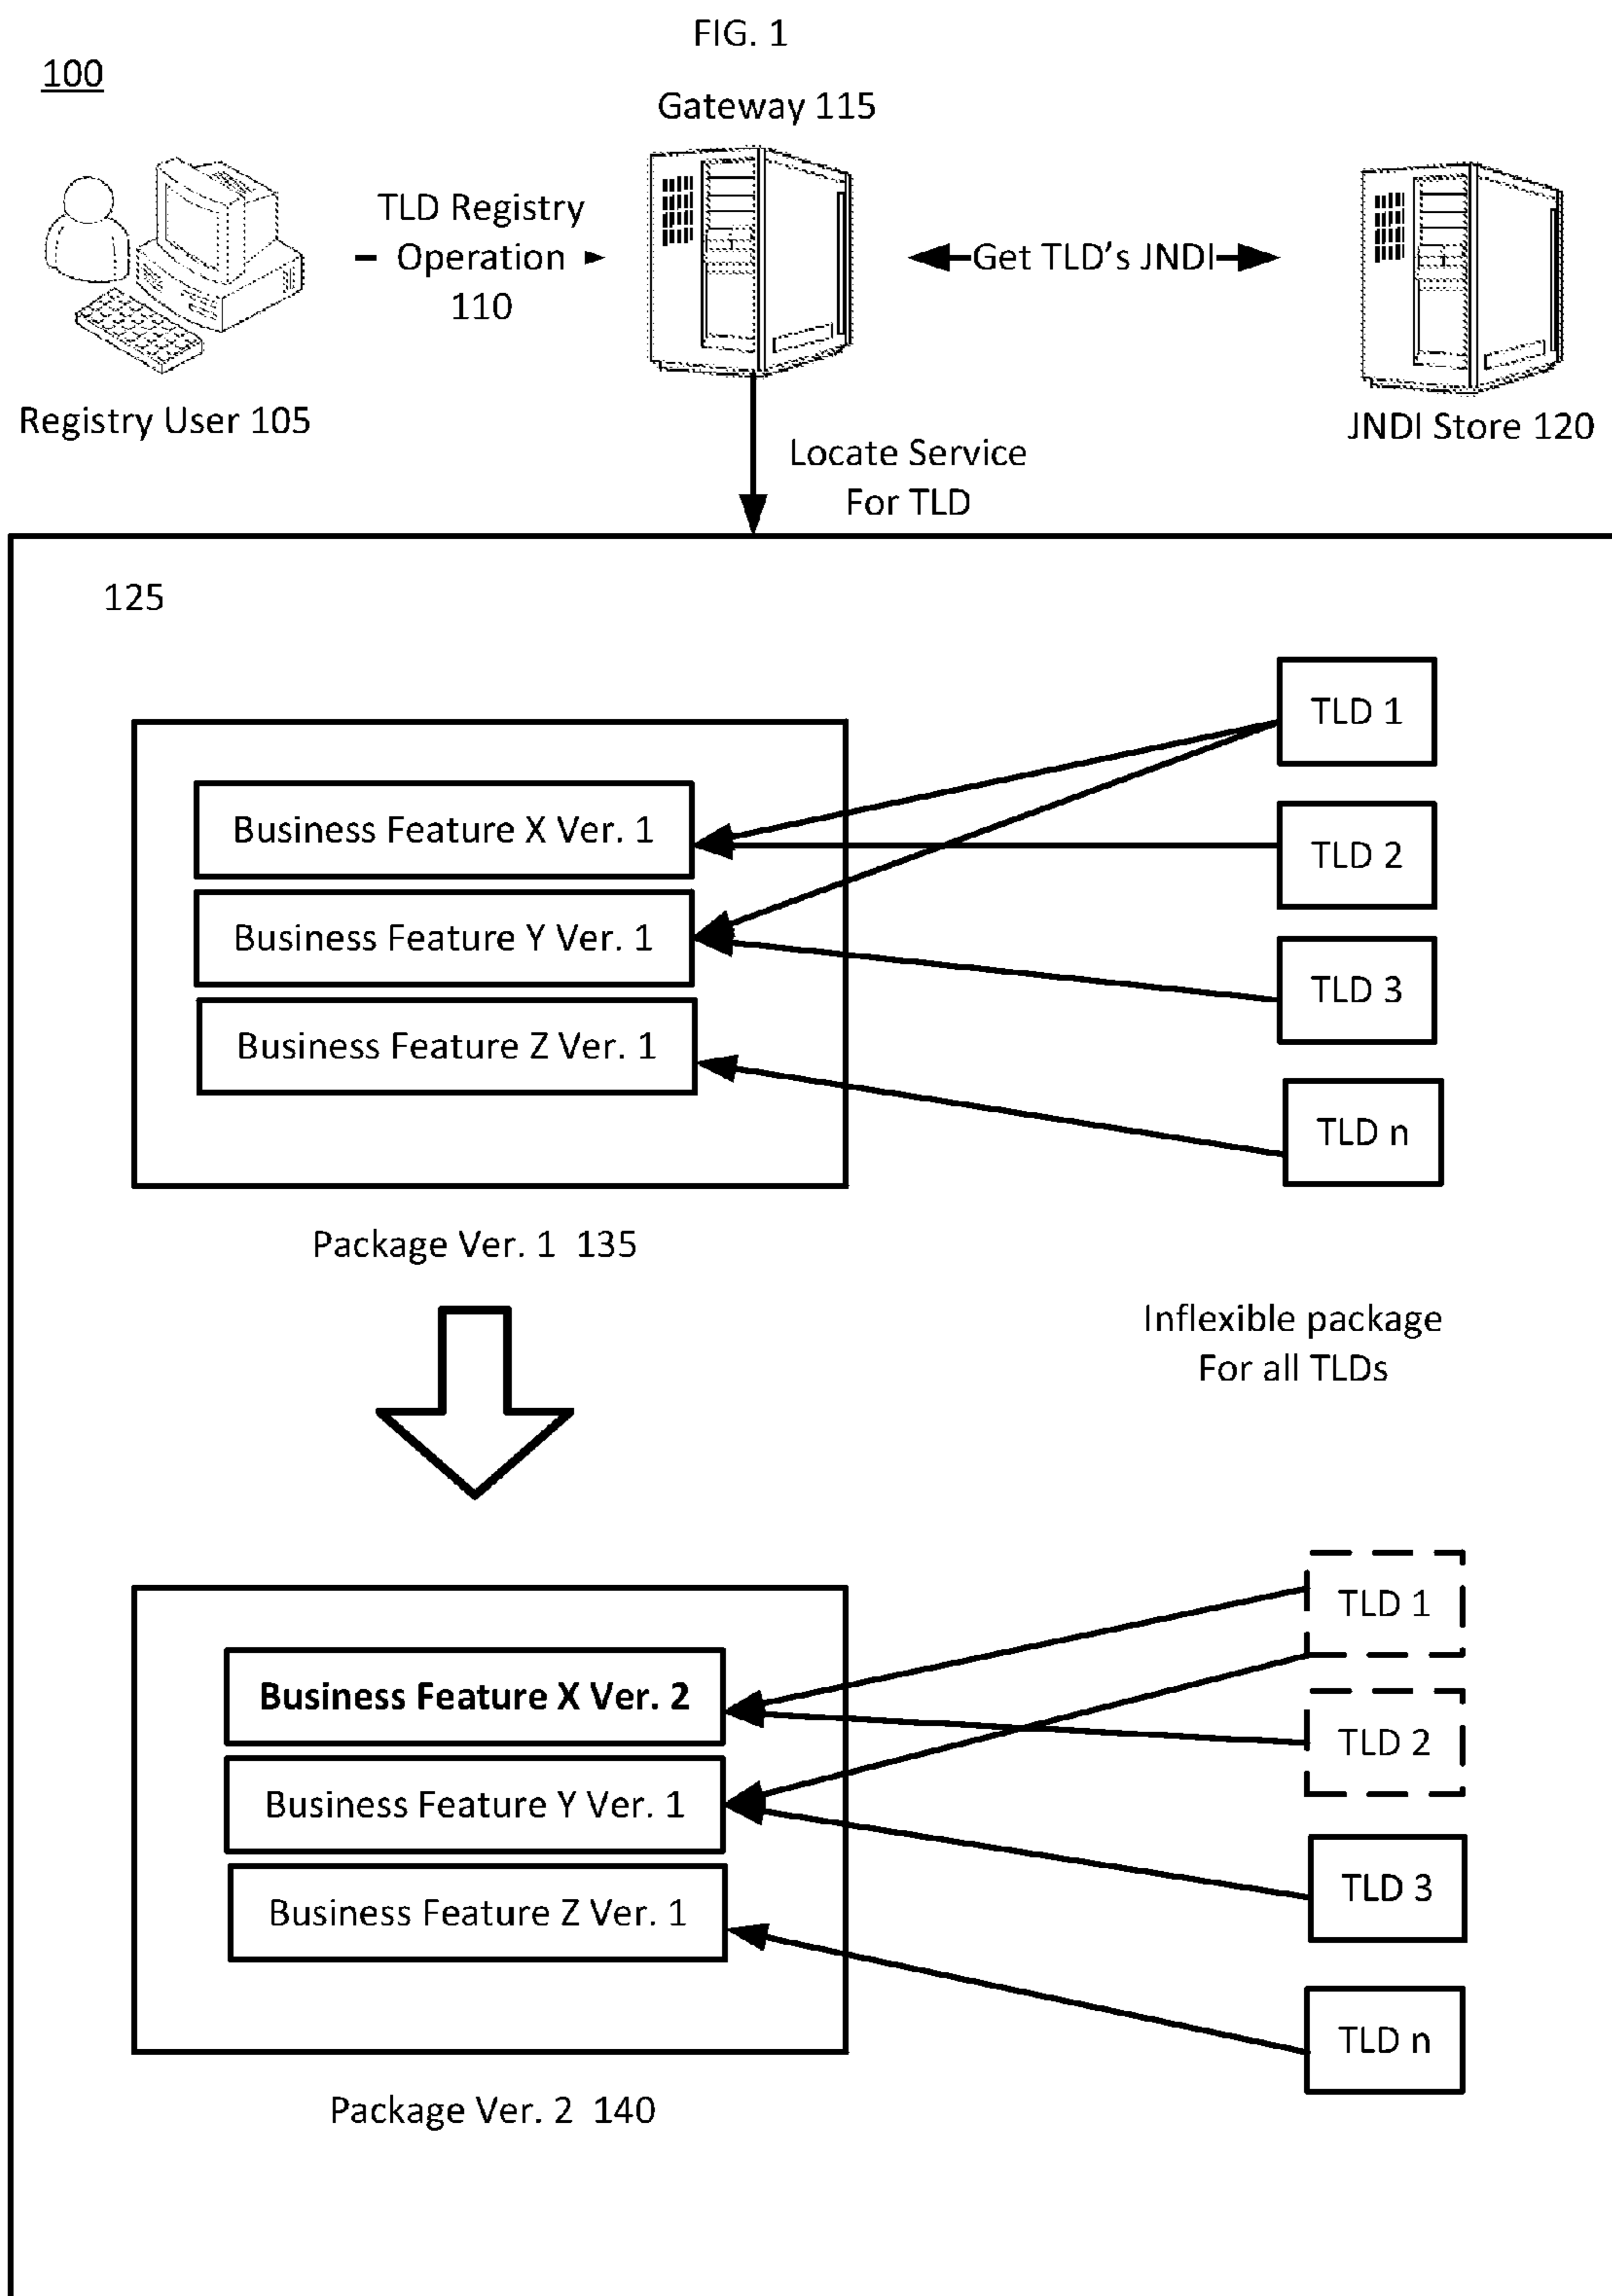 FIG. 1
100
Gateway 115
TLD Registry
Operation
110
Get TLD's JNDI
Registry User 105
JNDI Store 120
Locate Service
For TLD
125
TLD 1
Business Feature X Ver. 1
TLD 2
Business Feature Y Ver. 1
TLD 3
Business Feature Z Ver. 1
TLD n
Package Ver. 1 135
Inflexible package
For all TLDs
TLD 1
Business Feature X Ver. 2
TLD 2
Business Feature Y Ver. 1
TLD 3
Business Feature Z Ver. 1
TLD n
Package Ver. 2 140